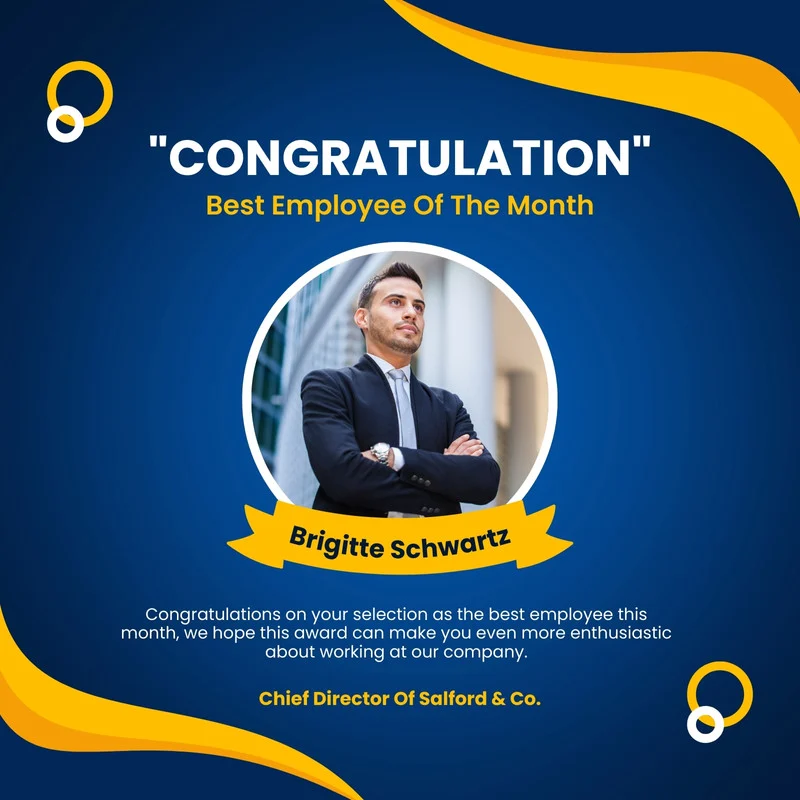 "CONGRATULATION"
Best Employee Of The Month
Brigitte Schwartz
Congratulations on your selection as the best employee this
month, we hope this award can make you even more enthusiastic
about working at our company.
Chief Director Of Salford & Co.